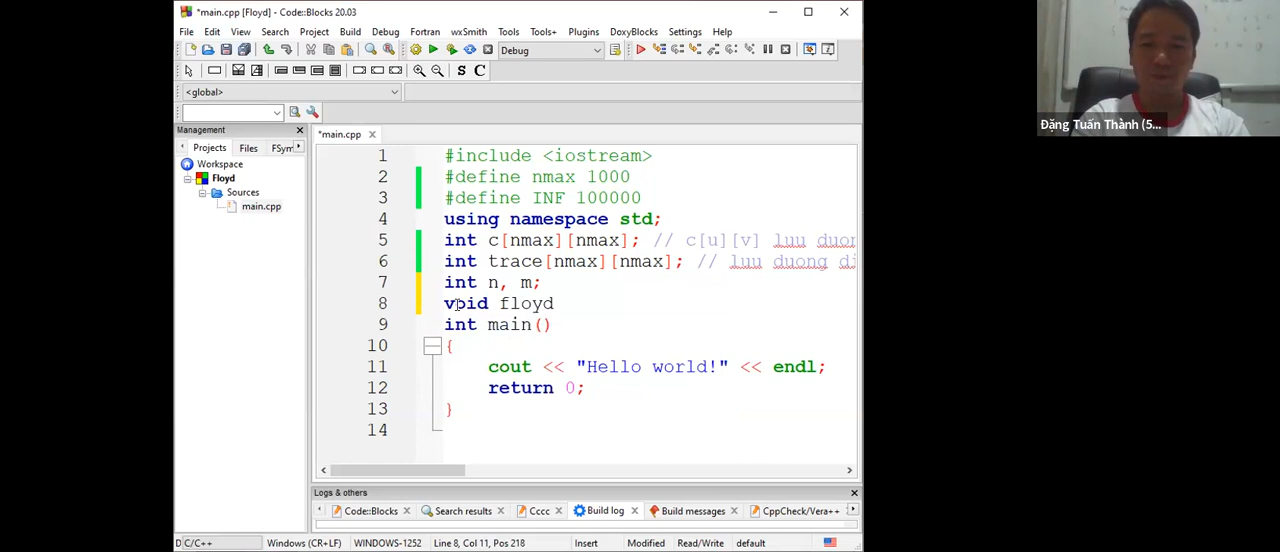 *main.cpp [Floyd] - Code::Blocks 20.03
File Edit View Search Project Build Debug Fortran wxSmith Tools Tools+ Plugins DoxyBlocks Settings Help
Debug
S C
<global>
Management
*main.cpp
Projects Files FSym
Workspace
Floyd
Sources
main.cpp
1 #include <iostream>
2 #define nmax 1000
3 #define INF 100000
4 using namespace std;
5 int c[nmax][nmax]; // c[u][v] luu duon
6 int trace[nmax][nmax]; // luu duong di
7 int n, m;
8 void floyd
9 int main()
10 {
11 cout << "Hello world!" << endl;
12 return 0;
13 }
14
Logs & others
Code::Blocks Search results Cccc Build log Build messages CppCheck/Vera++
C/C++ Windows (CR+LF) WINDOWS-1252 Line 8, Col 11, Pos 218 Insert Modified Read/Write default
Đặng Tuấn Thành (5...